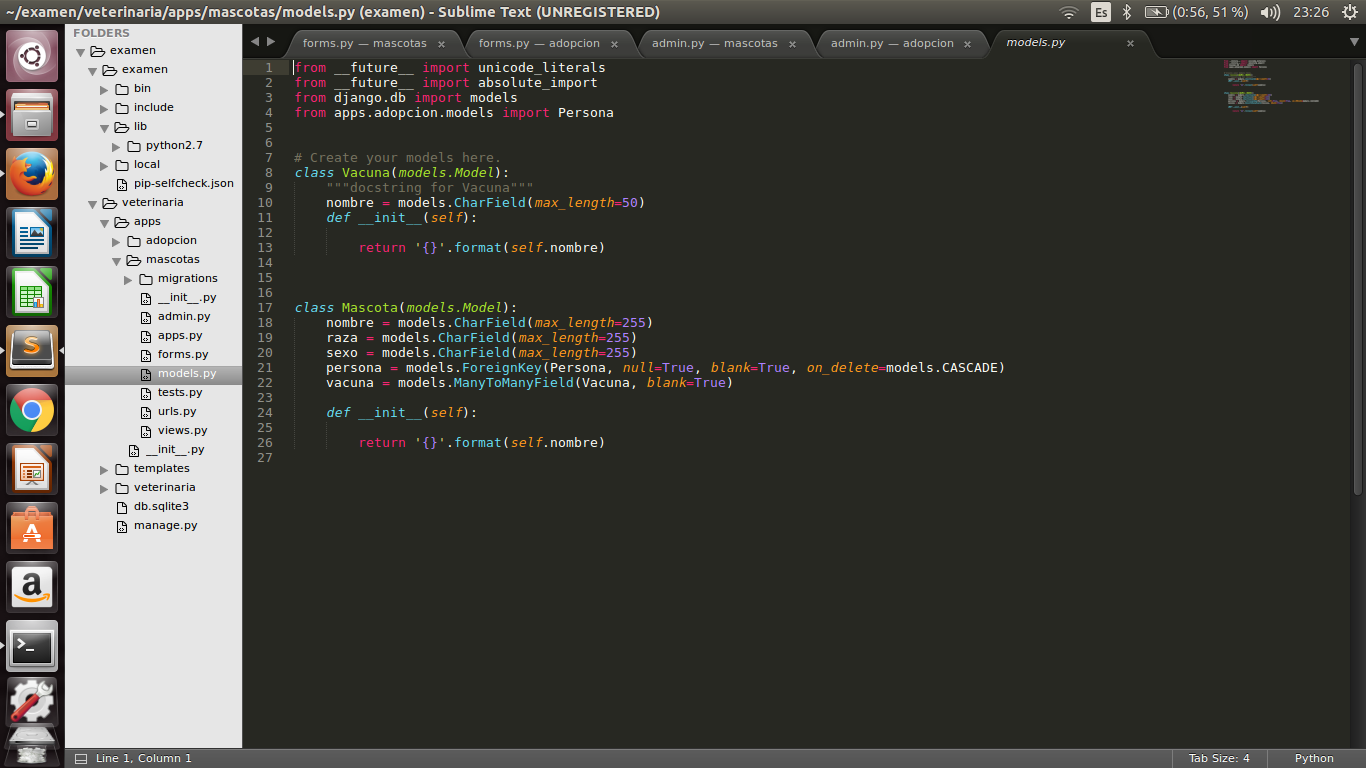 ~/examen/veterinaria/apps/mascotas/models.py (examen) - Sublime Text (UNREGISTERED)
Es
(0:56, 51 %)
23:26
FOLDERS
examen
examen
bin
include
lib
python2.7
local
pip-selfcheck.json
veterinaria
apps
adopcion
mascotas
migrations
__init__.py
admin.py
apps.py
forms.py
models.py
tests.py
urls.py
views.py
__init__.py
templates
veterinaria
db.sqlite3
manage.py
forms.py — mascotas ×
forms.py — adopcion ×
admin.py — mascotas ×
admin.py — adopcion ×
models.py ×
1 from __future__ import unicode_literals
2 from __future__ import absolute_import
3 from django.db import models
4 from apps.adopcion.models import Persona
5
6
7 # Create your models here.
8 class Vacuna(models.Model):
9 """docstring for Vacuna"""
10 nombre = models.CharField(max_length=50)
11 def __init__(self):
12
13 return '{}'.format(self.nombre)
14
15
16
17 class Mascota(models.Model):
18 nombre = models.CharField(max_length=255)
19 raza = models.CharField(max_length=255)
20 sexo = models.CharField(max_length=255)
21 persona = models.ForeignKey(Persona, null=True, blank=True, on_delete=models.CASCADE)
22 vacuna = models.ManyToManyField(Vacuna, blank=True)
23
24 def __init__(self):
25
26 return '{}'.format(self.nombre)
27
Line 1, Column 1
Tab Size: 4
Python